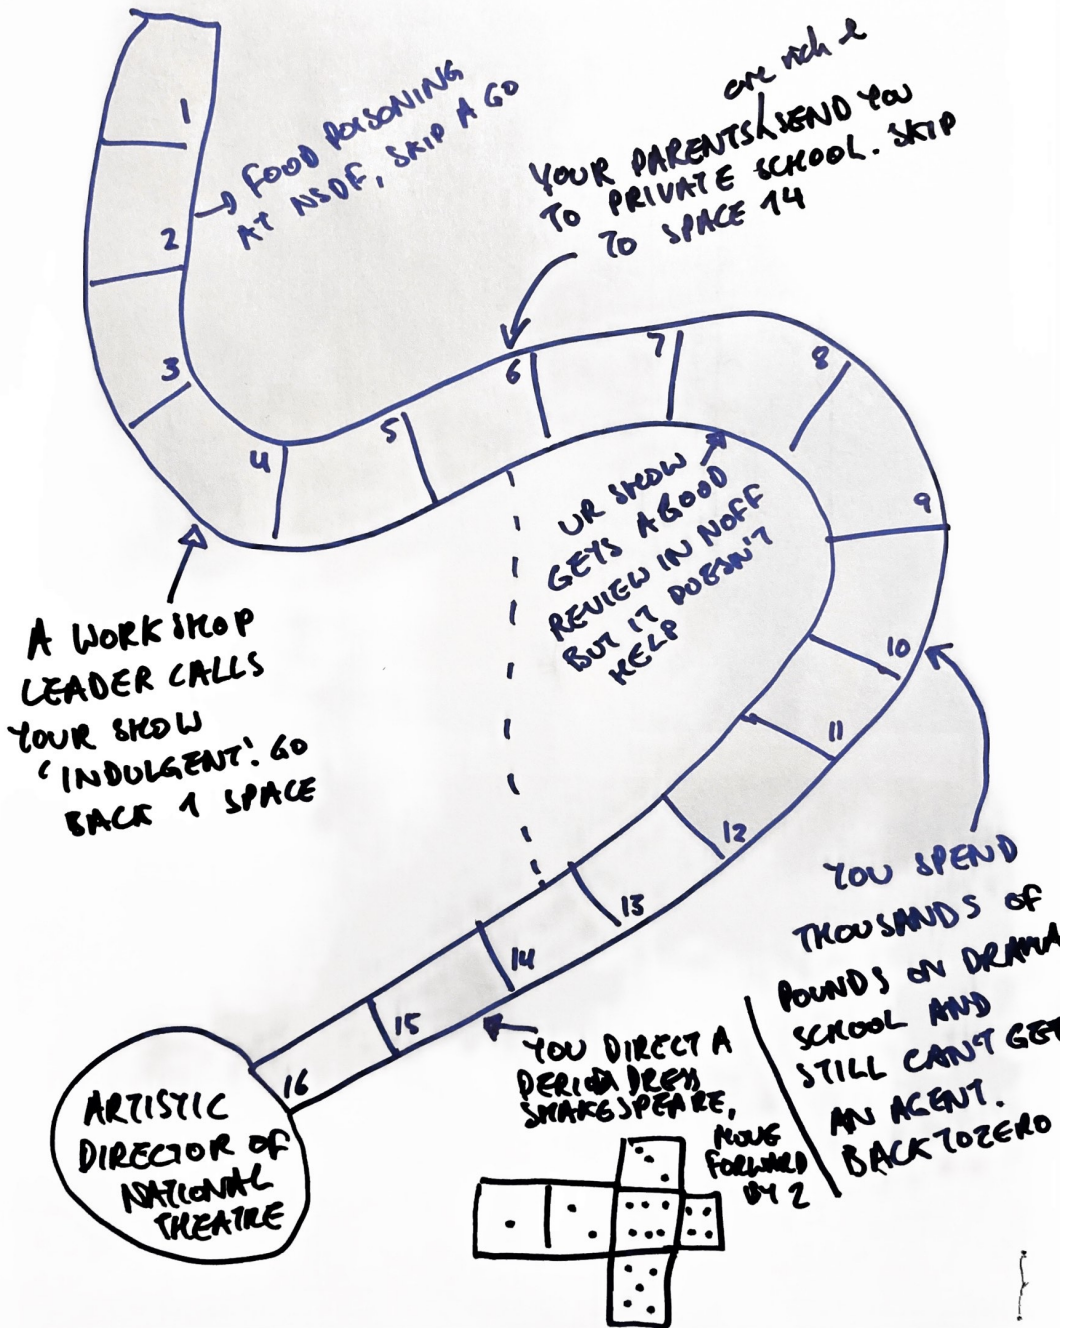 1
→ FOOD POISONING
AT NSDF, SKIP A GO
are rich &
YOUR PARENTS SEND YOU
TO PRIVATE SCHOOL. SKIP
TO SPACE 14
2
3
4
5
6
7
8
9
10
11
12
13
14
15
16
UR SHOW
GETS A GOOD
REVIEW IN NOFF
BUT IT DOESN'T
HELP
A WORKSHOP
LEADER CALLS
YOUR SHOW
'INDULGENT'. GO
BACK 1 SPACE
YOU SPEND
THOUSANDS OF
POUNDS ON DRAMA
SCHOOL AND
STILL CAN'T GET
AN AGENT.
BACK TO ZERO
YOU DIRECT A
PERIOD DRESS
SHAKESPEARE,
MOVE
FORWARD
BY 2
ARTISTIC
DIRECTOR OF
NATIONAL
THEATRE